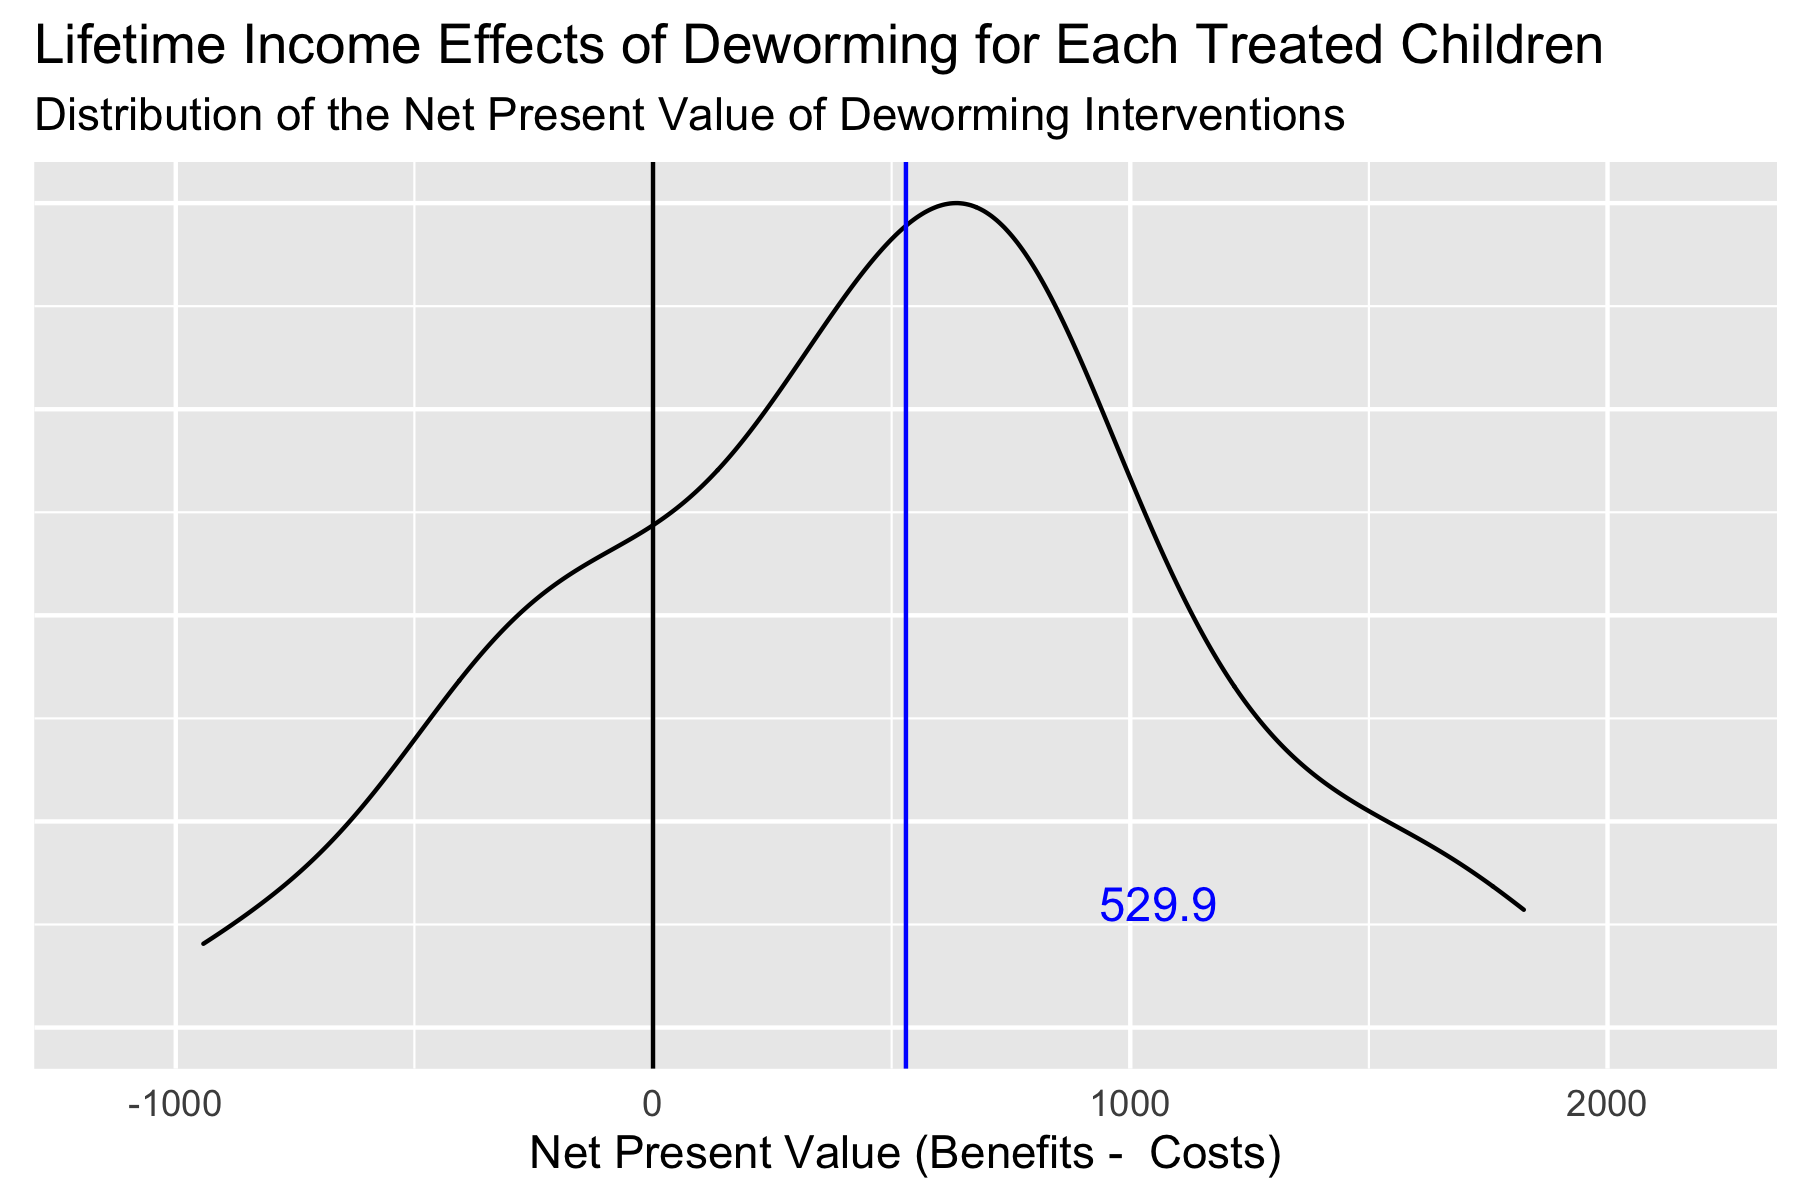 Lifetime Income Effects of Deworming for Each Treated Children
Distribution of the Net Present Value of Deworming Interventions
529.9
-1000 0 1000 2000
Net Present Value (Benefits -  Costs)